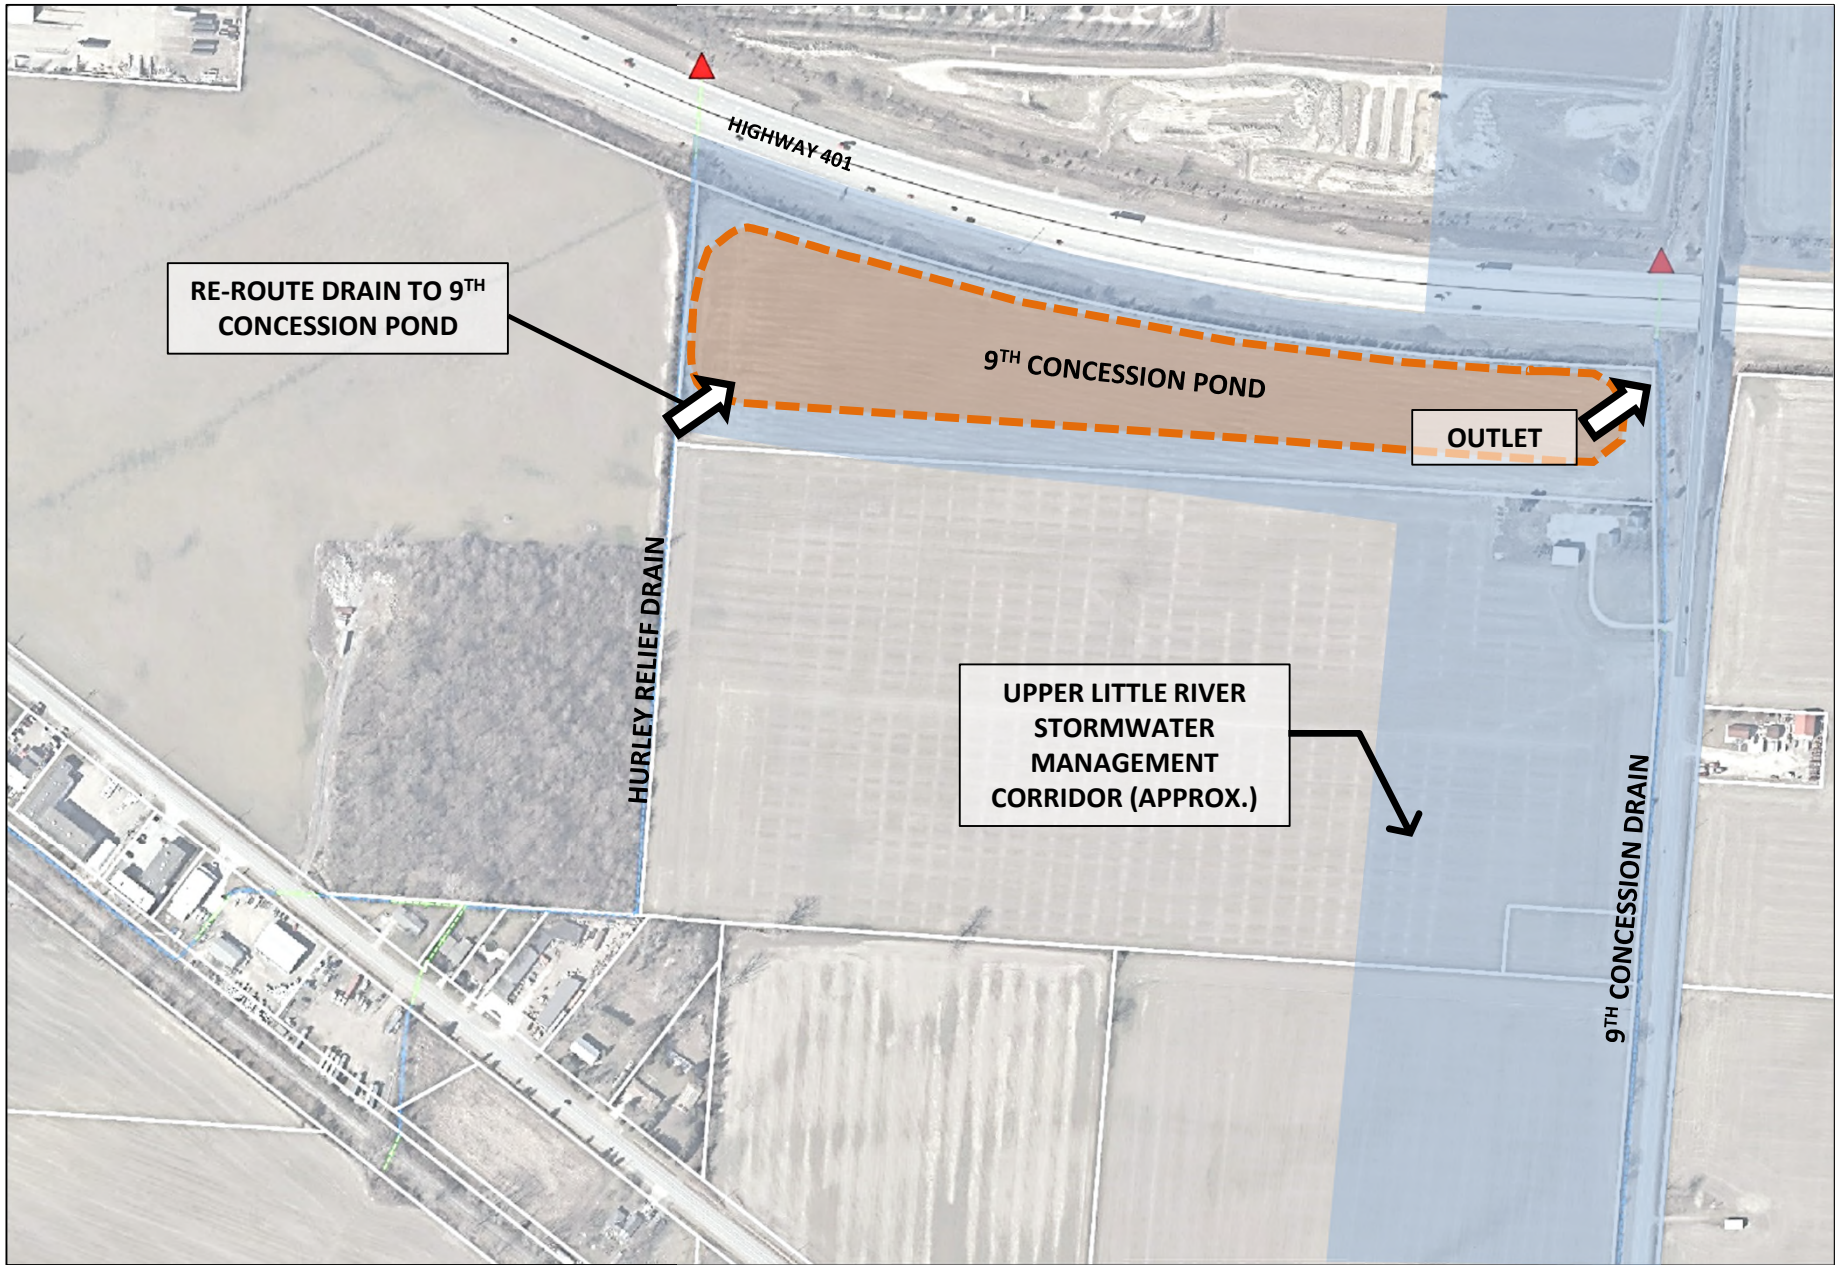 HIGHWAY 401
RE-ROUTE DRAIN TO 9TH
CONCESSION POND
9TH CONCESSION POND
OUTLET
HURLEY RELIEF DRAIN
UPPER LITTLE RIVER
STORMWATER
MANAGEMENT
CORRIDOR (APPROX.)
9TH CONCESSION DRAIN